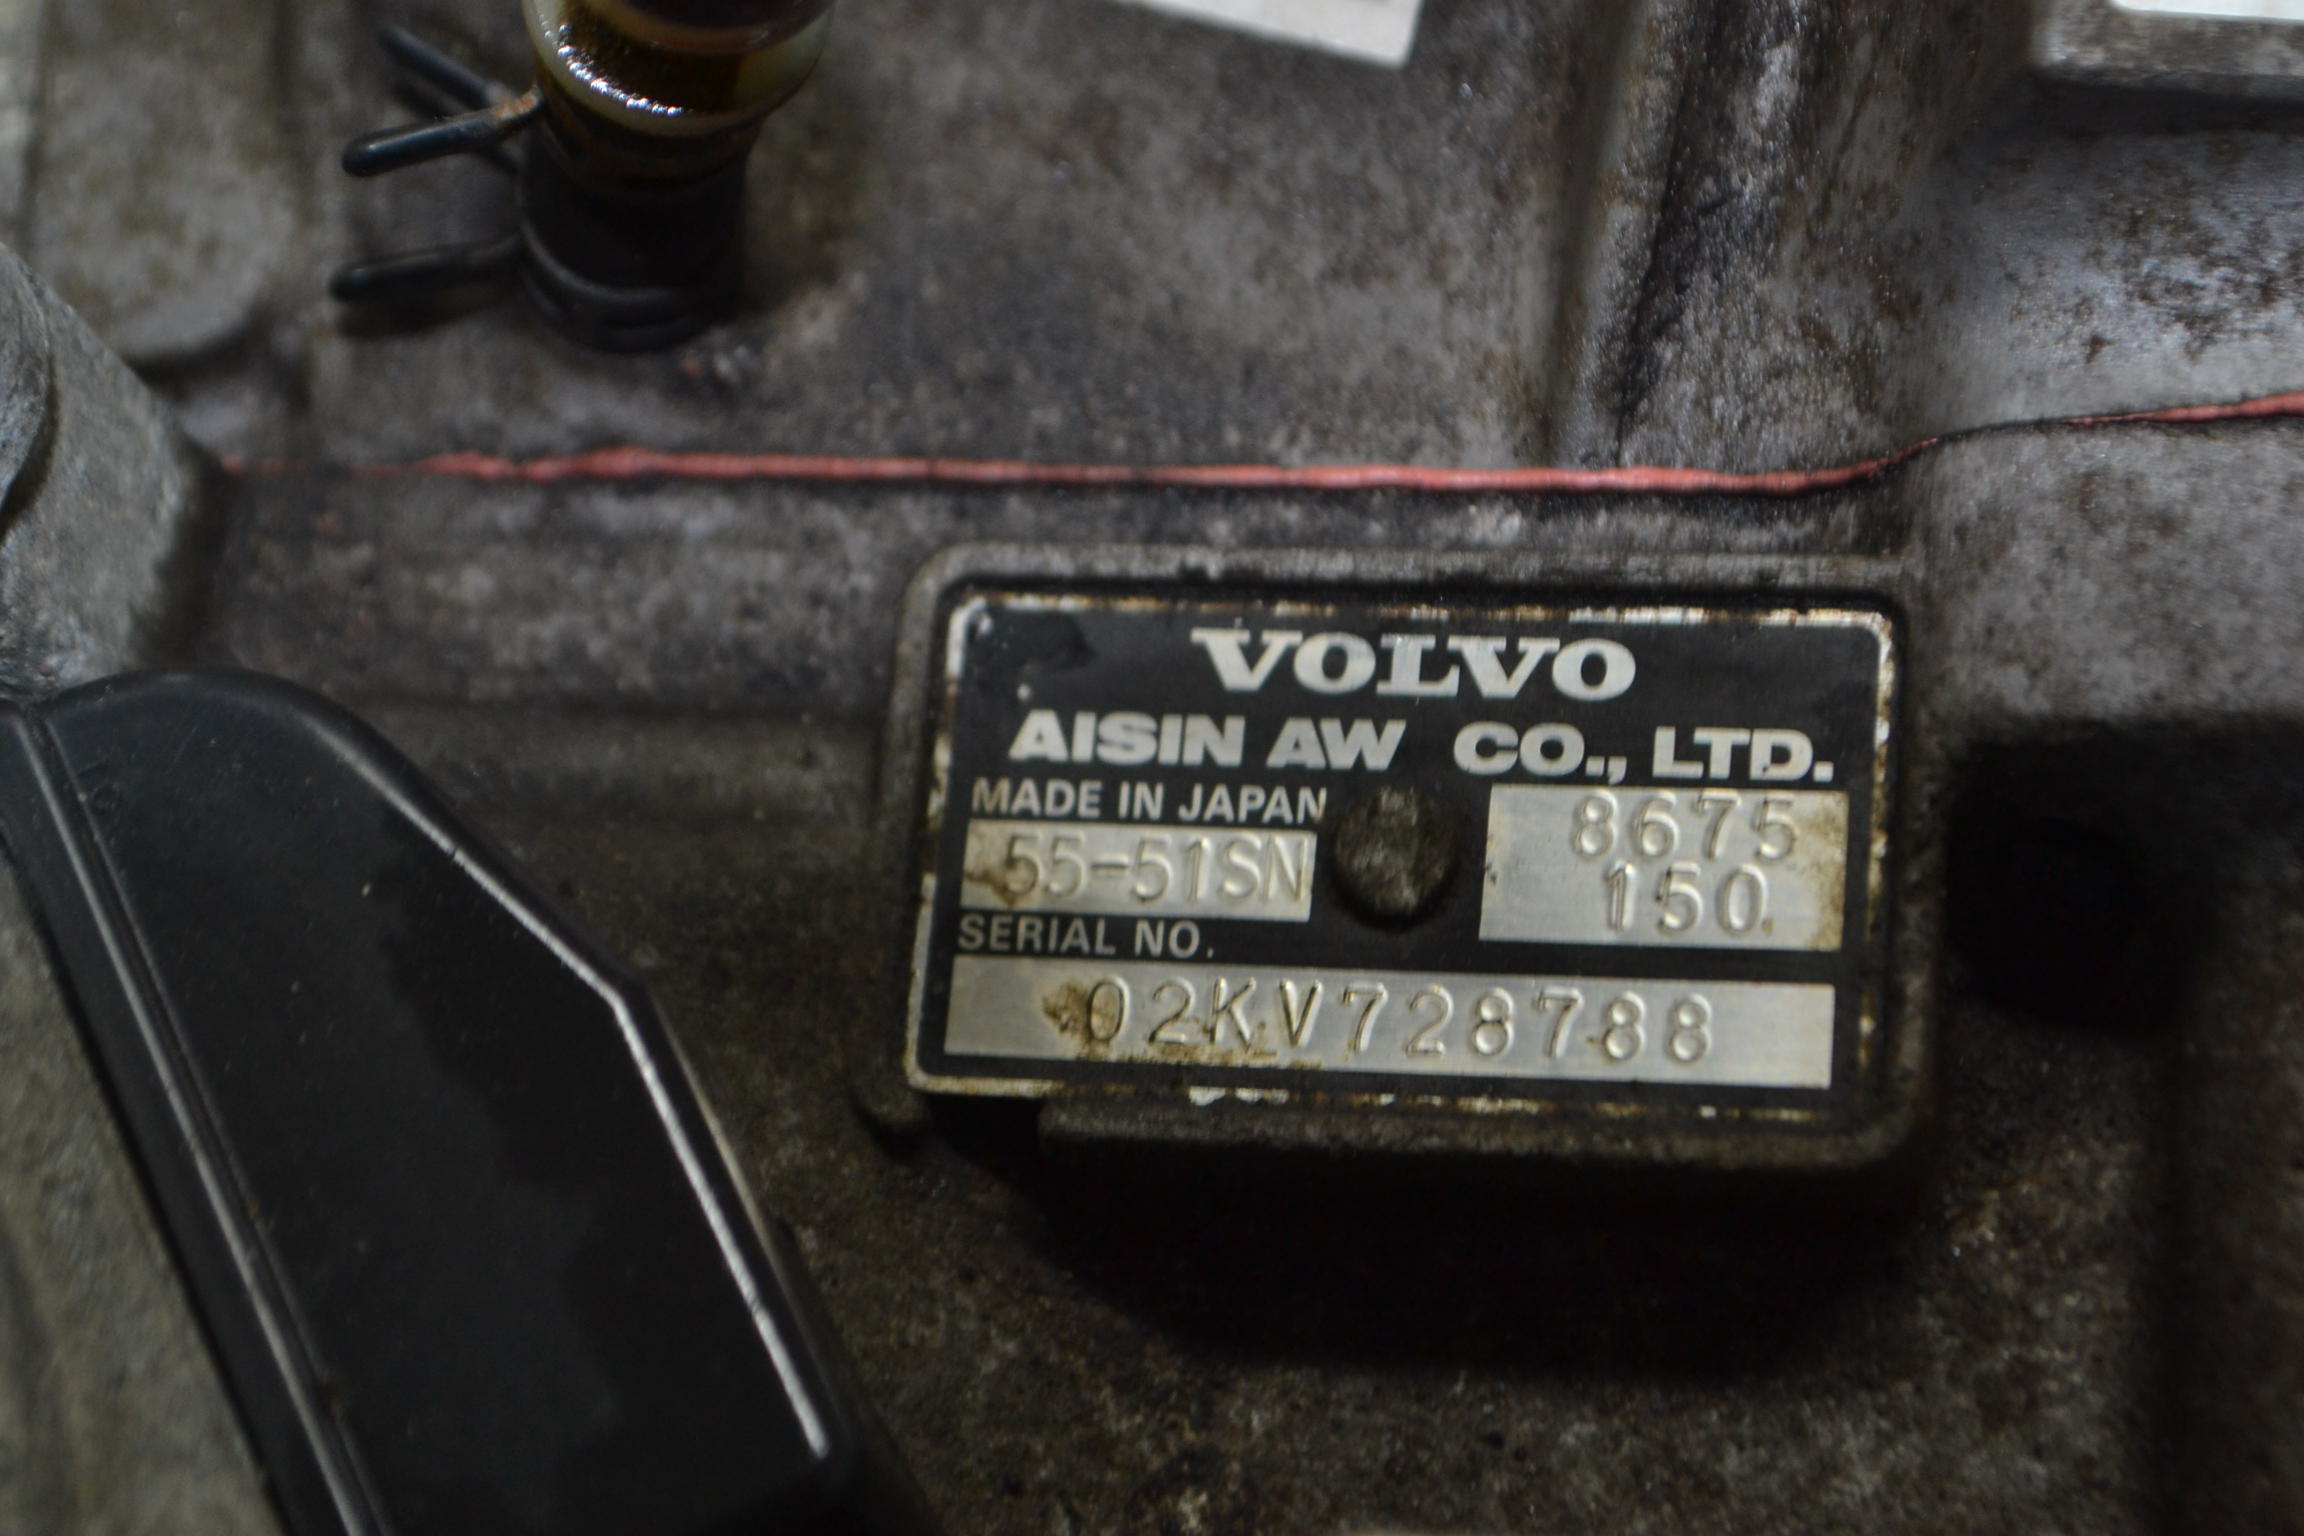 VOLVO
AISIN AW CO., LTD.
MADE IN JAPAN
55-51SN
8675
150
SERIAL NO.
02KV728788